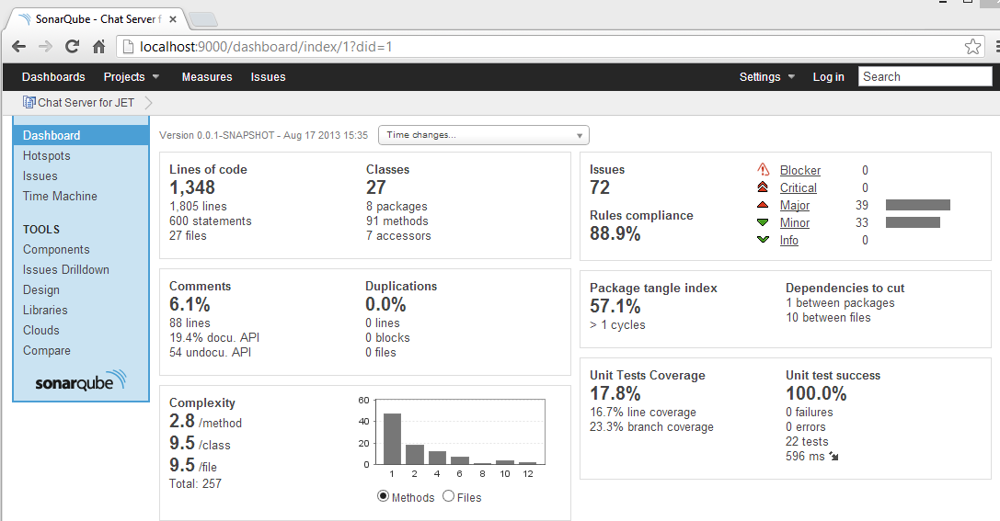 SonarQube - Chat Server f
localhost:9000/dashboard/index/1?did=1
Dashboards Projects Measures Issues Settings Log in Search
Chat Server for JET
Dashboard
Hotspots
Issues
Time Machine
TOOLS
Components
Issues Drilldown
Design
Libraries
Clouds
Compare
sonarqube
Version 0.0.1-SNAPSHOT - Aug 17 2013 15:35 Time changes...
Lines of code
1,348
1,805 lines
600 statements
27 files
Classes
27
8 packages
91 methods
7 accessors
Comments
6.1%
88 lines
19.4% docu. API
54 undocu. API
Duplications
0.0%
0 lines
0 blocks
0 files
Complexity
2.8 /method
9.5 /class
9.5 /file
Total: 257
60
40
20
0
1 2 4 6 8 10 12
Methods Files
Issues
72
Rules compliance
88.9%
Blocker 0
Critical 0
Major 39
Minor 33
Info 0
Package tangle index
57.1%
> 1 cycles
Dependencies to cut
1 between packages
10 between files
Unit Tests Coverage
17.8%
16.7% line coverage
23.3% branch coverage
Unit test success
100.0%
0 failures
0 errors
22 tests
596 ms